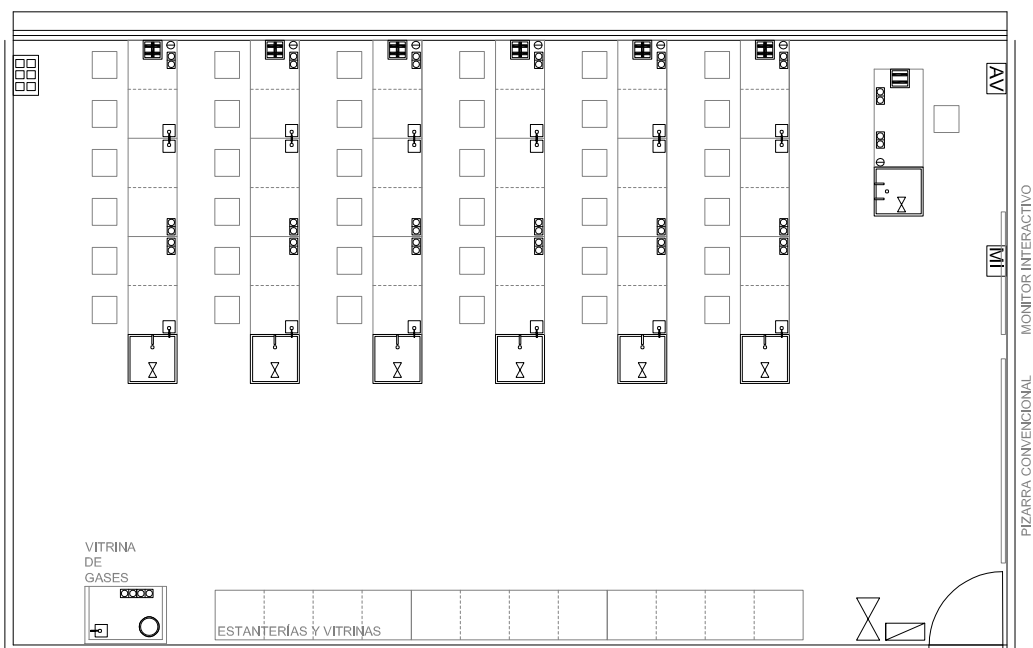 AV
MI
MONITOR INTERACTIVO
PIZARRA CONVENCIONAL
VITRINA
DE
GASES
ESTANTERÍAS Y VITRINAS